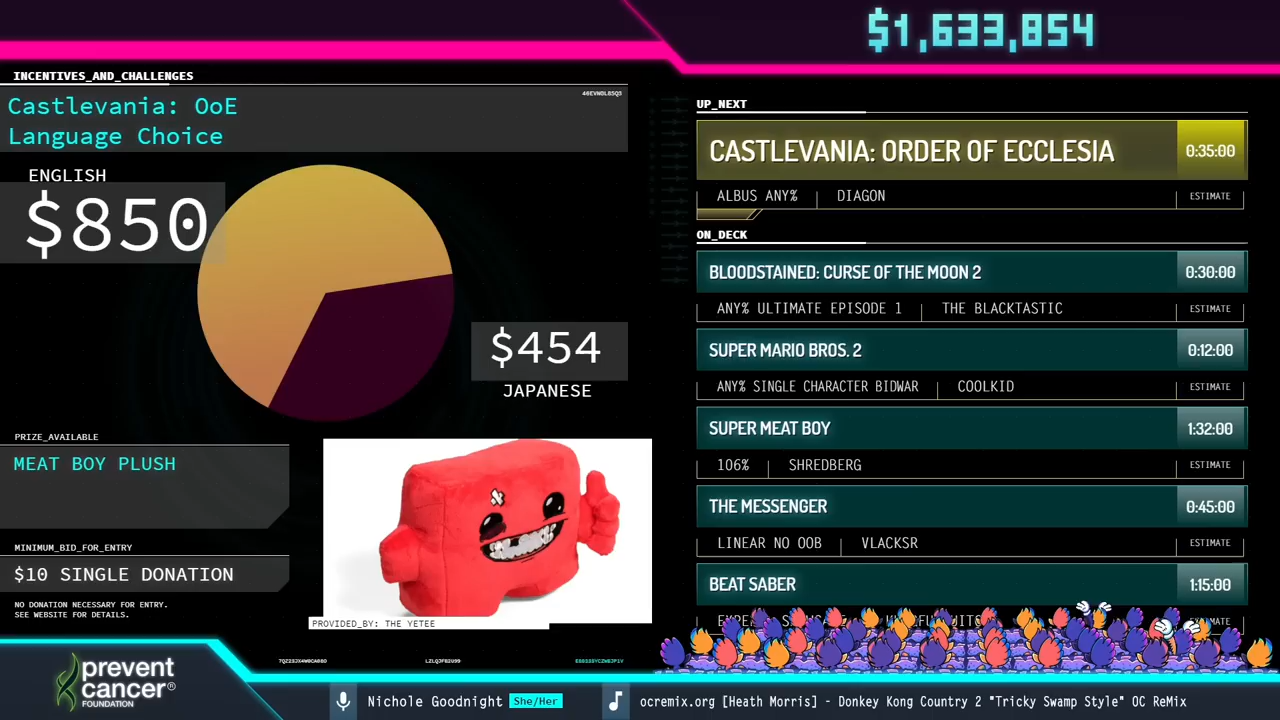 $1,633,854
INCENTIVES_AND_CHALLENGES
Castlevania: OoE
Language Choice
ENGLISH
$850
$454
JAPANESE
PRIZE_AVAILABLE
MEAT BOY PLUSH
MINIMUM_BID_FOR_ENTRY
$10 SINGLE DONATION
NO DONATION NECESSARY FOR ENTRY.
SEE WEBSITE FOR DETAILS.
PROVIDED_BY: THE YETEE
UP_NEXT
CASTLEVANIA: ORDER OF ECCLESIA 0:35:00
ALBUS ANY% DIAGON ESTIMATE
ON_DECK
BLOODSTAINED: CURSE OF THE MOON 2 0:30:00
ANY% ULTIMATE EPISODE 1 THE BLACKTASTIC ESTIMATE
SUPER MARIO BROS. 2 0:12:00
ANY% SINGLE CHARACTER BIDWAR COOLKID ESTIMATE
SUPER MEAT BOY 1:32:00
106% SHREDBERG ESTIMATE
THE MESSENGER 0:45:00
LINEAR NO OOB VLACKSR ESTIMATE
BEAT SABER 1:15:00
prevent
cancer®
FOUNDATION
Nichole Goodnight She/Her
ocremix.org [Heath Morris] - Donkey Kong Country 2 "Tricky Swamp Style" OC ReMix